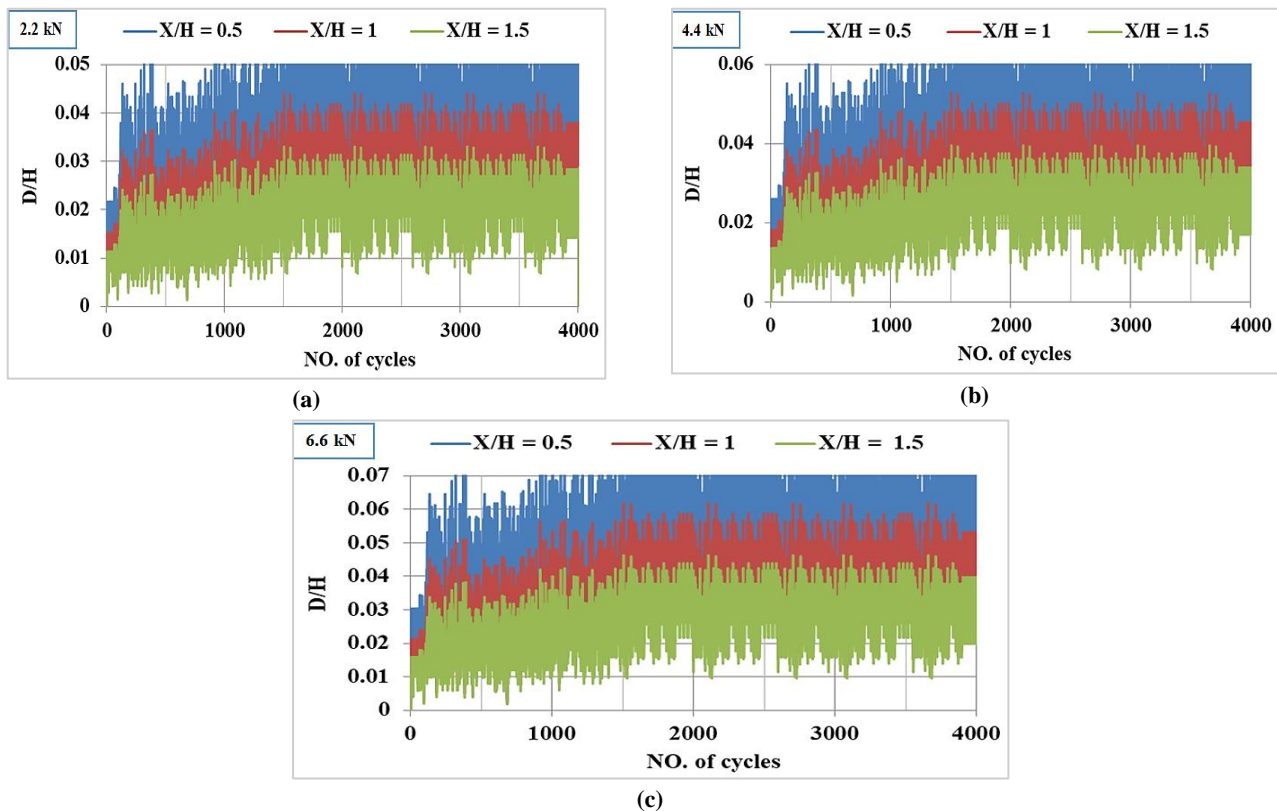 2.2 kN
X/H = 0.5 X/H = 1 X/H = 1.5
0.05
0.04
0.03
0.02
0.01
0
D/H
0 1000 2000 3000 4000
NO. of cycles
(a)
4.4 kN
X/H = 0.5 X/H = 1 X/H = 1.5
0.06
0.04
0.02
0
D/H
0 1000 2000 3000 4000
NO. of cycles
(b)
6.6 kN
X/H = 0.5 X/H = 1 X/H = 1.5
0.07
0.06
0.05
0.04
0.03
0.02
0.01
0
D/H
0 1000 2000 3000 4000
NO. of cycles
(c)